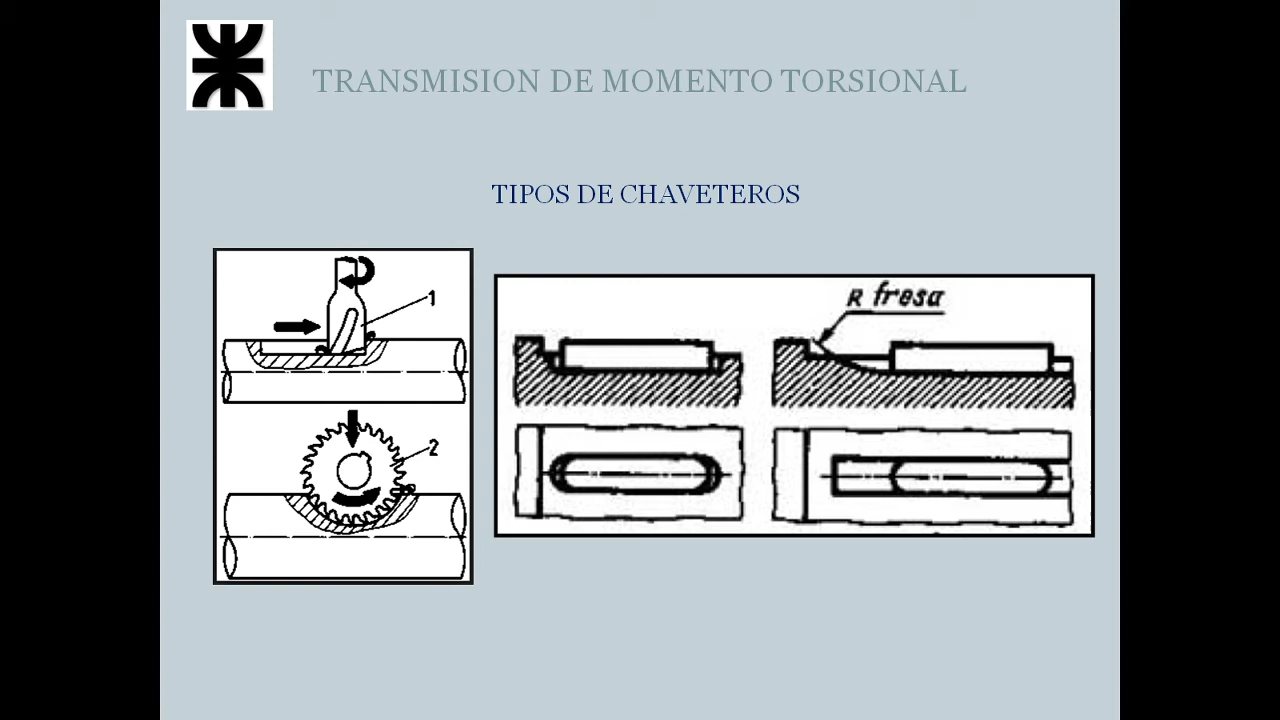 TRANSMISION DE MOMENTO TORSIONAL
TIPOS DE CHAVETEROS
1
2
R fresa